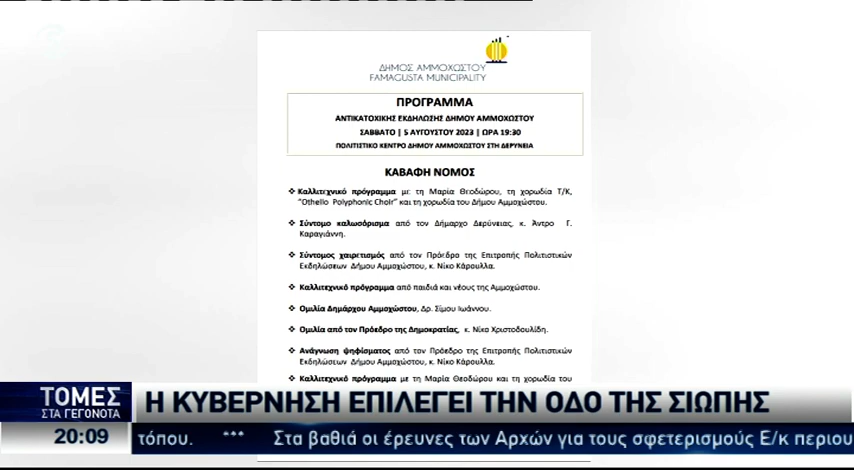 ΔΗΜΟΣ ΑΜΜΟΧΩΣΤΟΥ
FAMAGUSTA MUNICIPALITY
ΠΡΟΓΡΑΜΜΑ
ΑΝΤΙΚΑΤΟΧΙΚΗΣ ΕΚΔΗΛΩΣΗΣ ΔΗΜΟΥ ΑΜΜΟΧΩΣΤΟΥ
ΣΑΒΒΑΤΟ | 5 ΑΥΓΟΥΣΤΟΥ 2023 | ΩΡΑ 19:30
ΠΟΛΙΤΙΣΤΙΚΟ ΚΕΝΤΡΟ ΔΗΜΟΥ ΑΜΜΟΧΩΣΤΟΥ ΣΤΗ ΔΕΡΥΝΕΙΑ
ΚΑΒΑΦΗ ΝΟΜΟΣ
❖ Καλλιτεχνικό πρόγραμμα με τη Μαρία Θεοδώρου, τη χορωδία Τ/Κ,
"Othello Polyphonic Choir" και τη χορωδία του Δήμου Αμμοχώστου.
❖ Σύντομο καλωσόρισμα από τον Δήμαρχο Δερύνειας, κ. Άντρο Γ.
Καραγιάννη.
❖ Σύντομος χαιρετισμός από τον Πρόεδρο της Επιτροπής Πολιτιστικών
Εκδηλώσεων Δήμου Αμμοχώστου, κ. Νίκο Κάρουλλα.
❖ Καλλιτεχνικό πρόγραμμα από παιδιά και νέους της Αμμοχώστου.
❖ Ομιλία Δημάρχου Αμμοχώστου, Δρ. Σίμου Ιωάννου.
❖ Ομιλία από τον Πρόεδρο της Δημοκρατίας, κ. Νίκο Χριστοδουλίδη.
❖ Ανάγνωση ψηφίσματος από τον Πρόεδρο της Επιτροπής Πολιτιστικών
Εκδηλώσεων Δήμου Αμμοχώστου, κ. Νίκο Κάρουλλα.
❖ Καλλιτεχνικό πρόγραμμα με τη Μαρία Θεοδώρου και τη χορωδία του
ΤΟΜΕΣ
ΣΤΑ ΓΕΓΟΝΟΤΑ
Η ΚΥΒΕΡΝΗΣΗ ΕΠΙΛΕΓΕΙ ΤΗΝ ΟΔΟ ΤΗΣ ΣΙΩΠΗΣ
20:09
τόπου. *** Στα βαθιά οι έρευνες των Αρχών για τους σφετερισμούς Ε/κ περιου